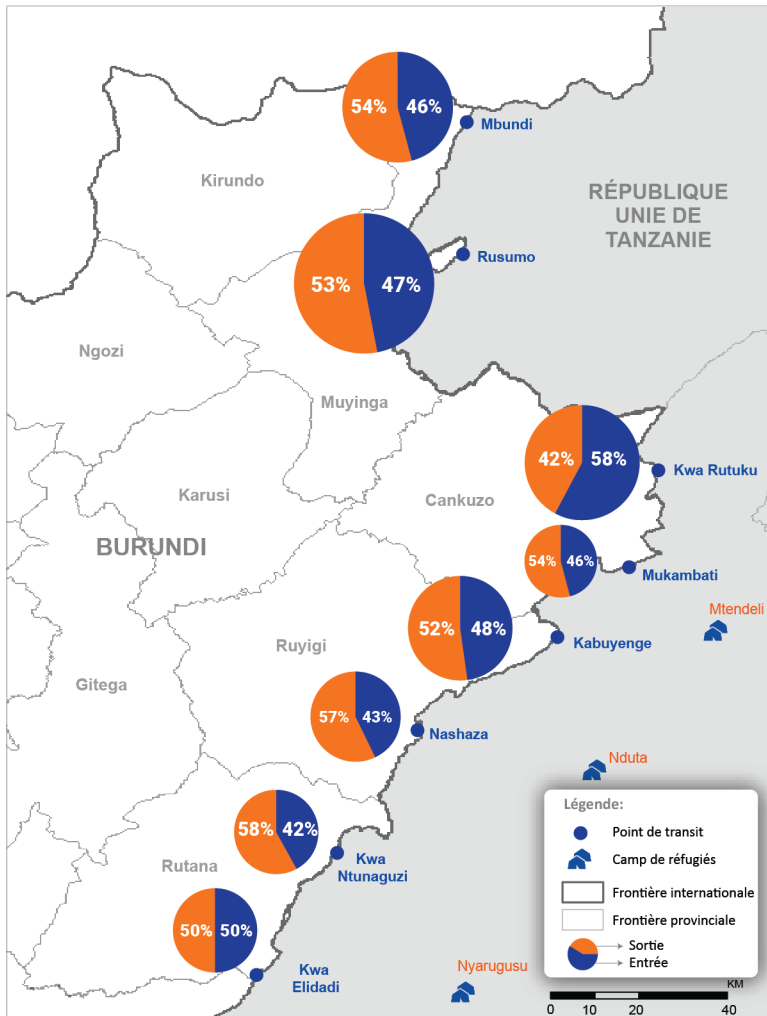 54% 46%
Mbundi
Kirundo
RÉPUBLIQUE
UNIE DE
TANZANIE
Rusumo
53% 47%
Ngozi
Muyinga
42% 58%
Kwa Rutuku
Karusi
Cankuzo
BURUNDI
54% 46%
Mukambati
Mtendeli
52% 48%
Kabuyenge
Ruyigi
Gitega
57% 43%
Nashaza
Nduta
58% 42%
Kwa
Ntunaguzi
Rutana
50% 50%
Kwa
Elidadi
Nyarugusu
Légende:
Point de transit
Camp de réfugiés
Frontière internationale
Frontière provinciale
Sortie
Entrée
KM
0 10 20 40